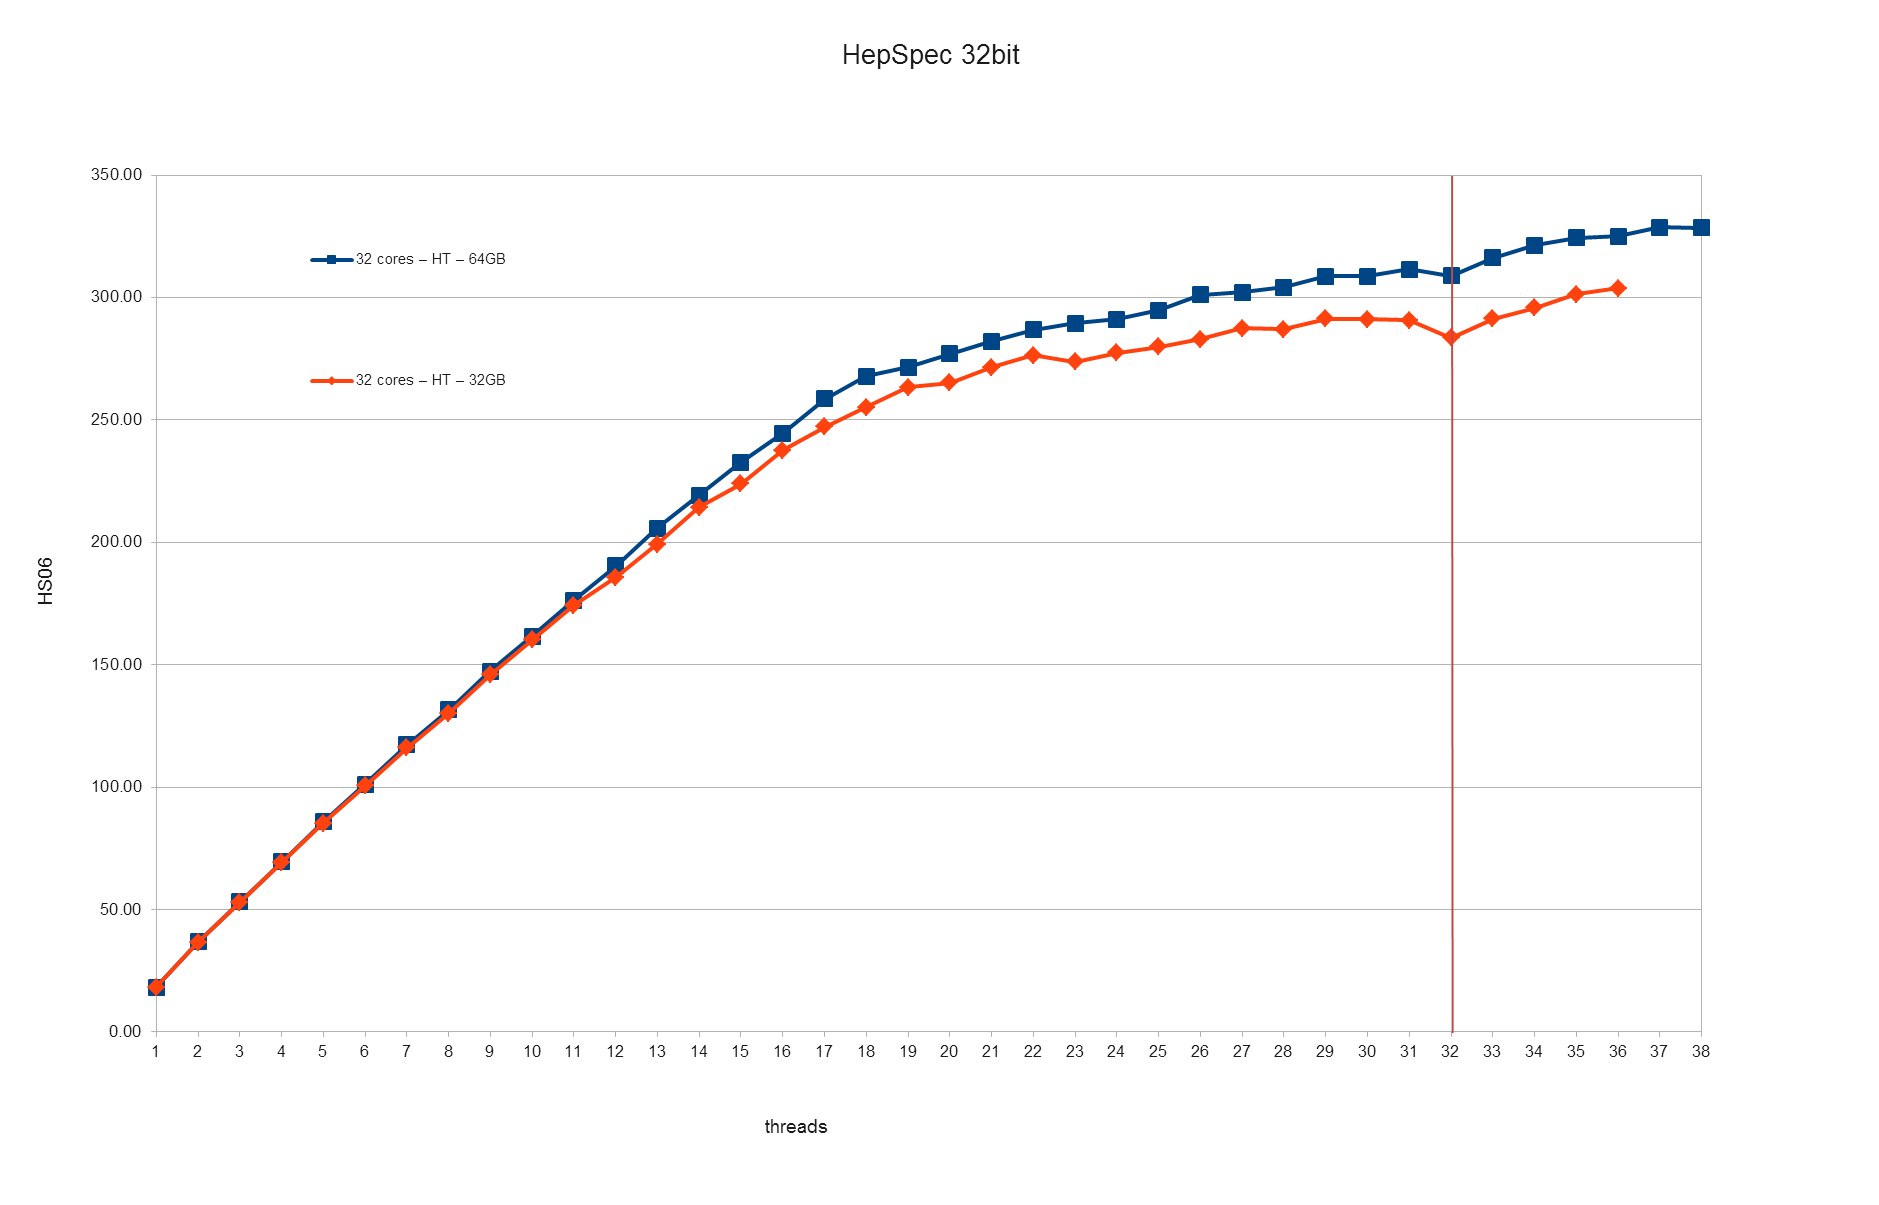 HepSpec 32bit
350.00
32 cores – HT – 64GB
300.00
32 cores – HT – 32GB
250.00
200.00
HS06
150.00
100.00
50.00
0.00
1 2 3 4 5 6 7 8 9 10 11 12 13 14 15 16 17 18 19 20 21 22 23 24 25 26 27 28 29 30 31 32 33 34 35 36 37 38
threads